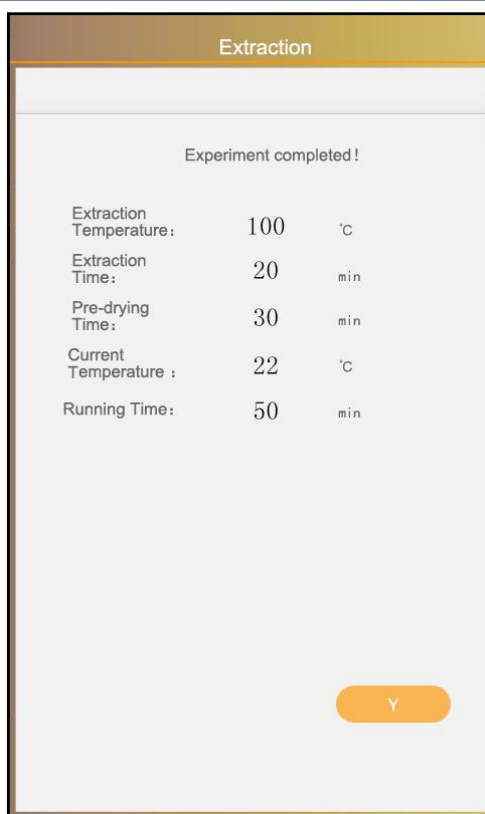 Extraction
Experiment completed!
Extraction
Temperature: 100 ℃
Extraction
Time: 20 min
Pre-drying
Time: 30 min
Current
Temperature : 22 ℃
Running Time: 50 min
Y